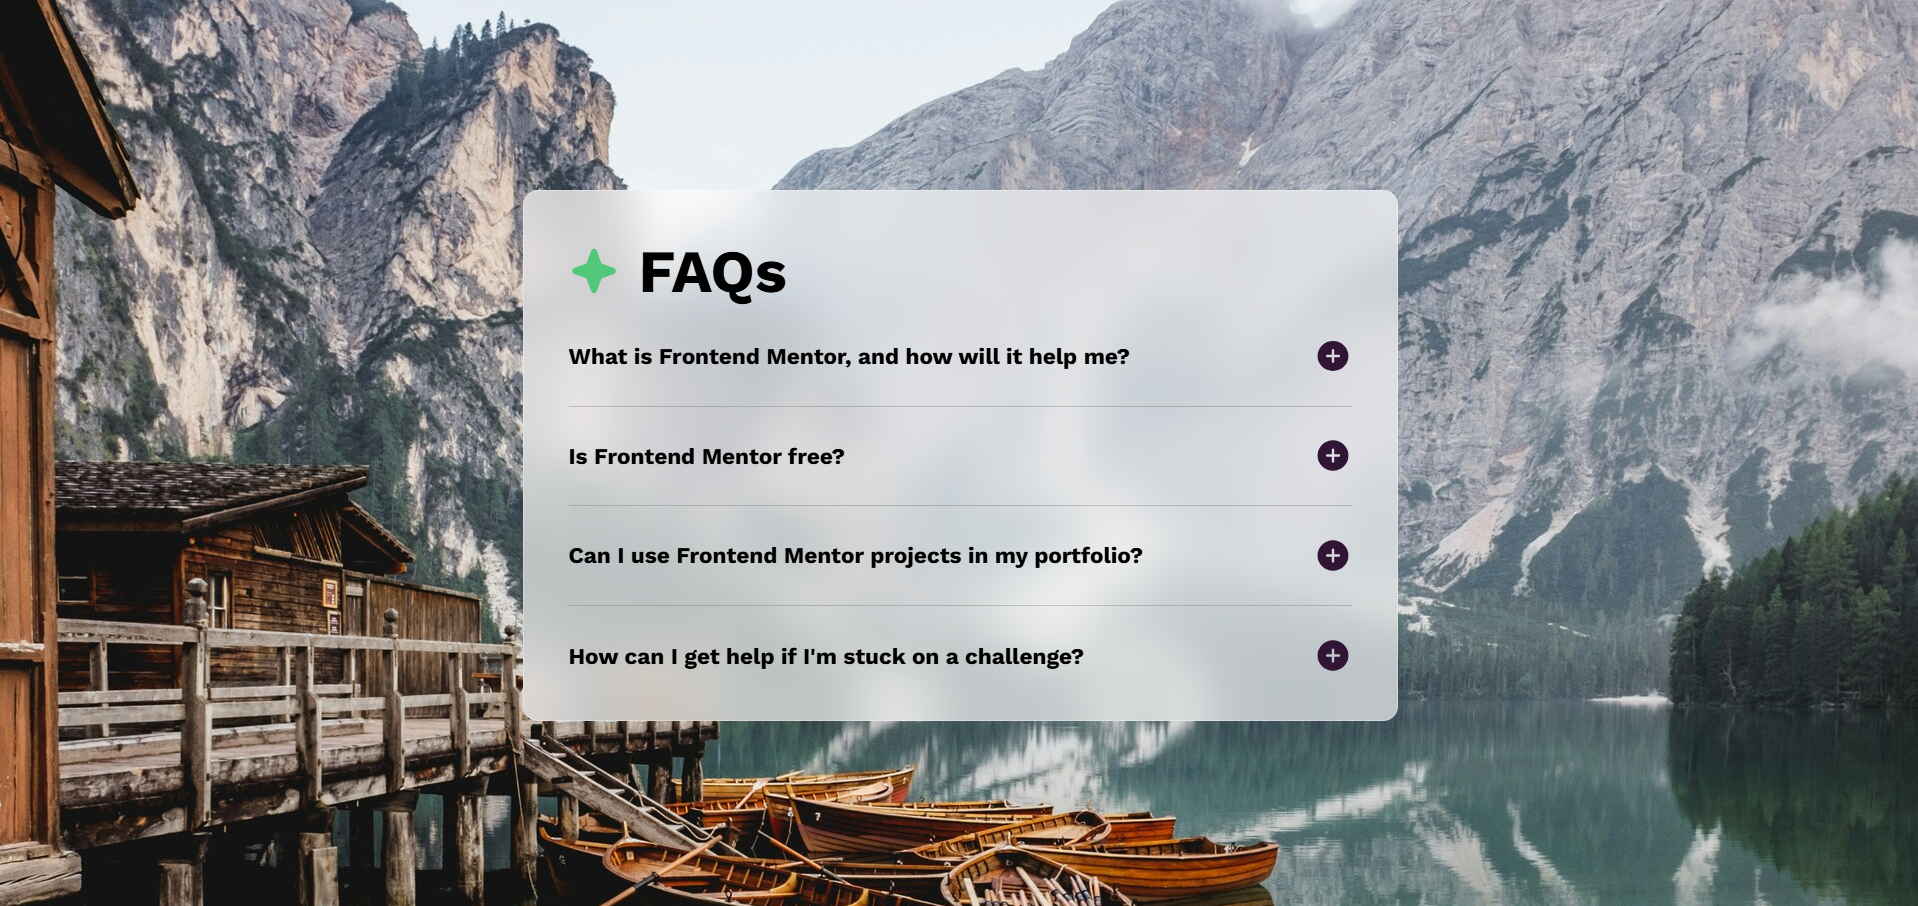 FAQs
What is Frontend Mentor, and how will it help me?
Is Frontend Mentor free?
Can I use Frontend Mentor projects in my portfolio?
How can I get help if I'm stuck on a challenge?